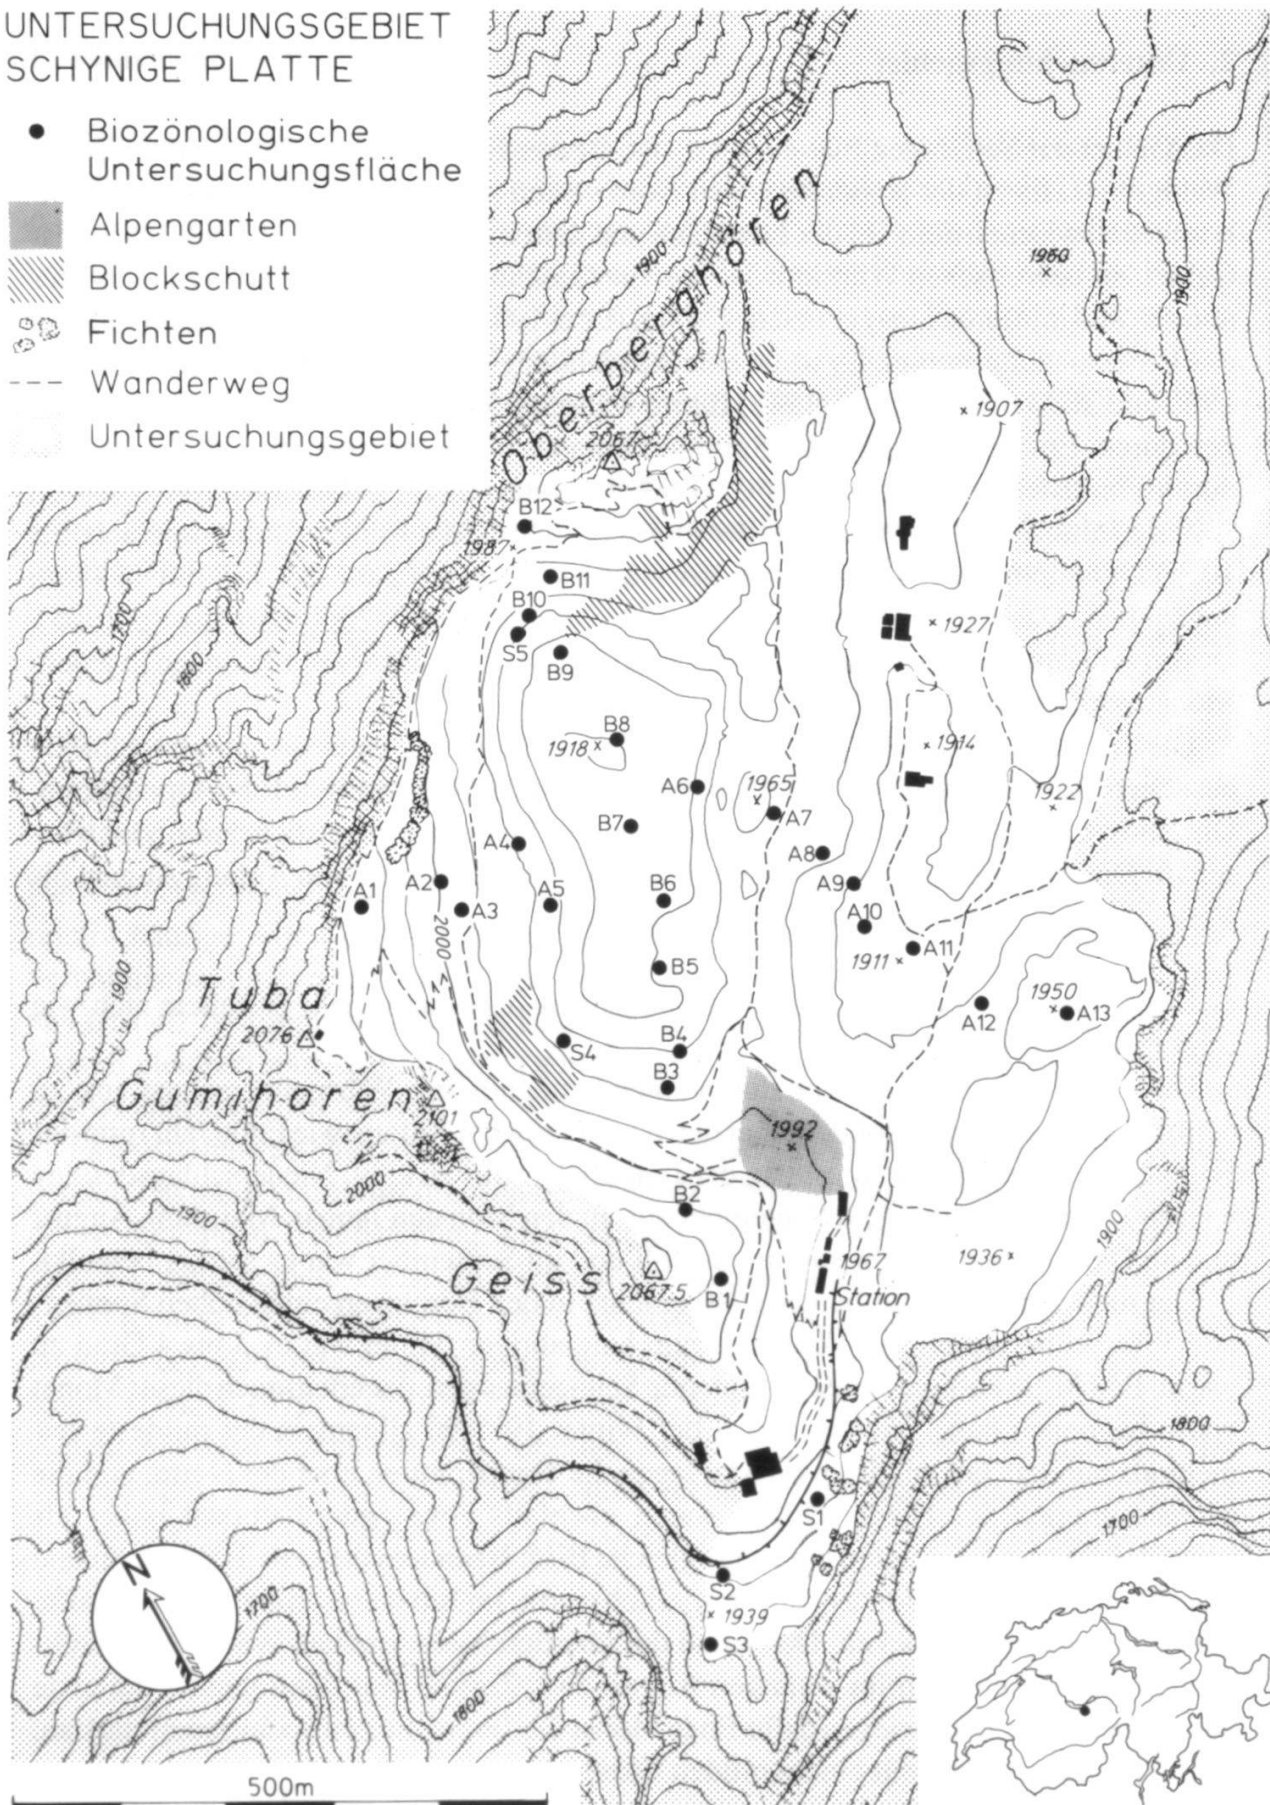 UNTERSUCHUNGSGEBIET
SCHYNIGE PLATTE
Biozönologische
Untersuchungsfläche
Alpengarten
Blockschutt
Fichten
Wanderweg
Untersuchungsgebiet
Oberberghoren
1900
1960
1900
1907
2067
B12
1987
B11
B10
S5
B9
1927
1700
1800
B8
1918
1914
A6
1965
A7
1922
B7
A4
A8
A1
A2
A3
A5
B6
A9
A10
2000
A11
1911
B5
1900
Tuba
2076
1950
A12
A13
S4
B4
B3
Gumihoren
2101
1992
2000
1900
B2
1900
1936
1967
Station
Geiss
2067.5
B1
1800
S1
1700
S2
N
1700
1939
S3
1800
500m